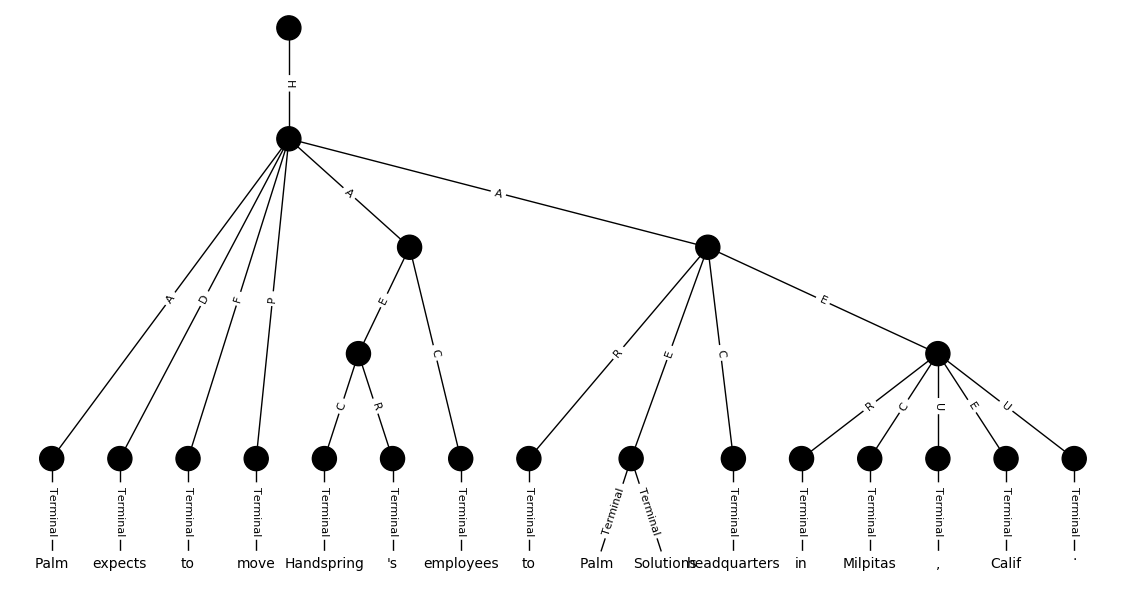 H
A
A
A
D
F
P
E
C
R
E
C
E
C
R
R
C
U
E
U
Terminal Terminal Terminal Terminal Terminal Terminal Terminal Terminal Terminal Terminal Terminal Terminal Terminal Terminal Terminal Terminal
Palm expects to move Handspring 's employees to Palm Solutions headquarters in Milpitas , Calif .